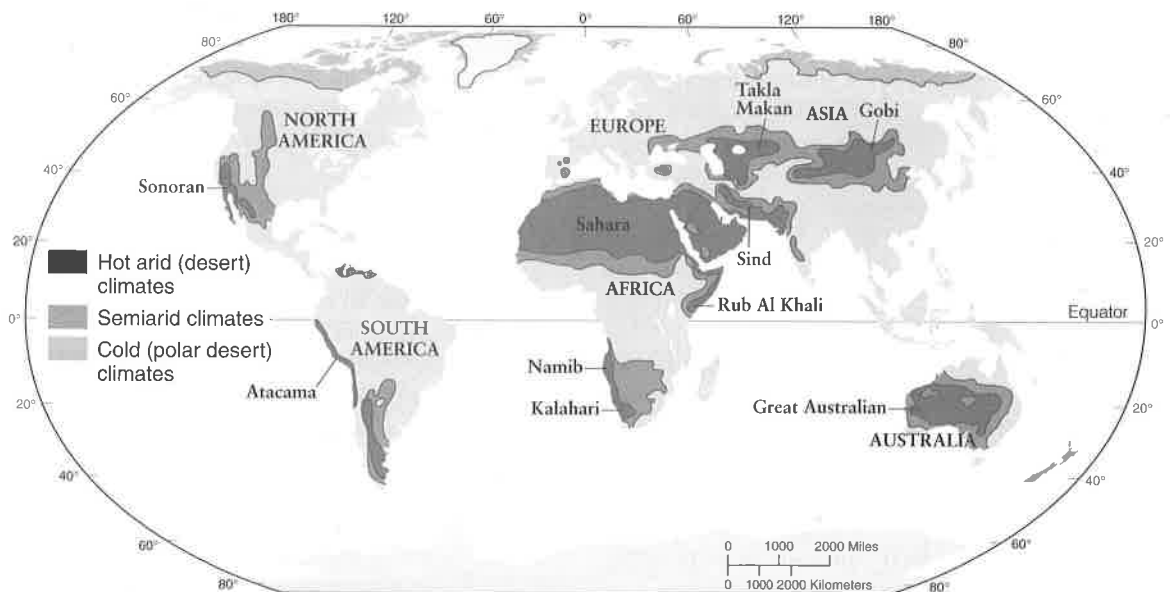 180° 120° 60° 0° 60° 120° 180°
80° 80°
60° 60°
NORTH
AMERICA
EUROPE
Takla
Makan
ASIA
Gobi
40° 40°
Sonoran
Sahara
20° 20°
Sind
Hot arid (desert)
climates
AFRICA
Rub Al Khali
Semiarid climates
0° 0°
Equator
SOUTH
AMERICA
Cold (polar desert)
climates
Namib
Atacama
Kalahari
Great Australian
20° 20°
AUSTRALIA
40° 40°
60° 60°
0 1000 2000 Miles
0 1000 2000 Kilometers
80° 80°